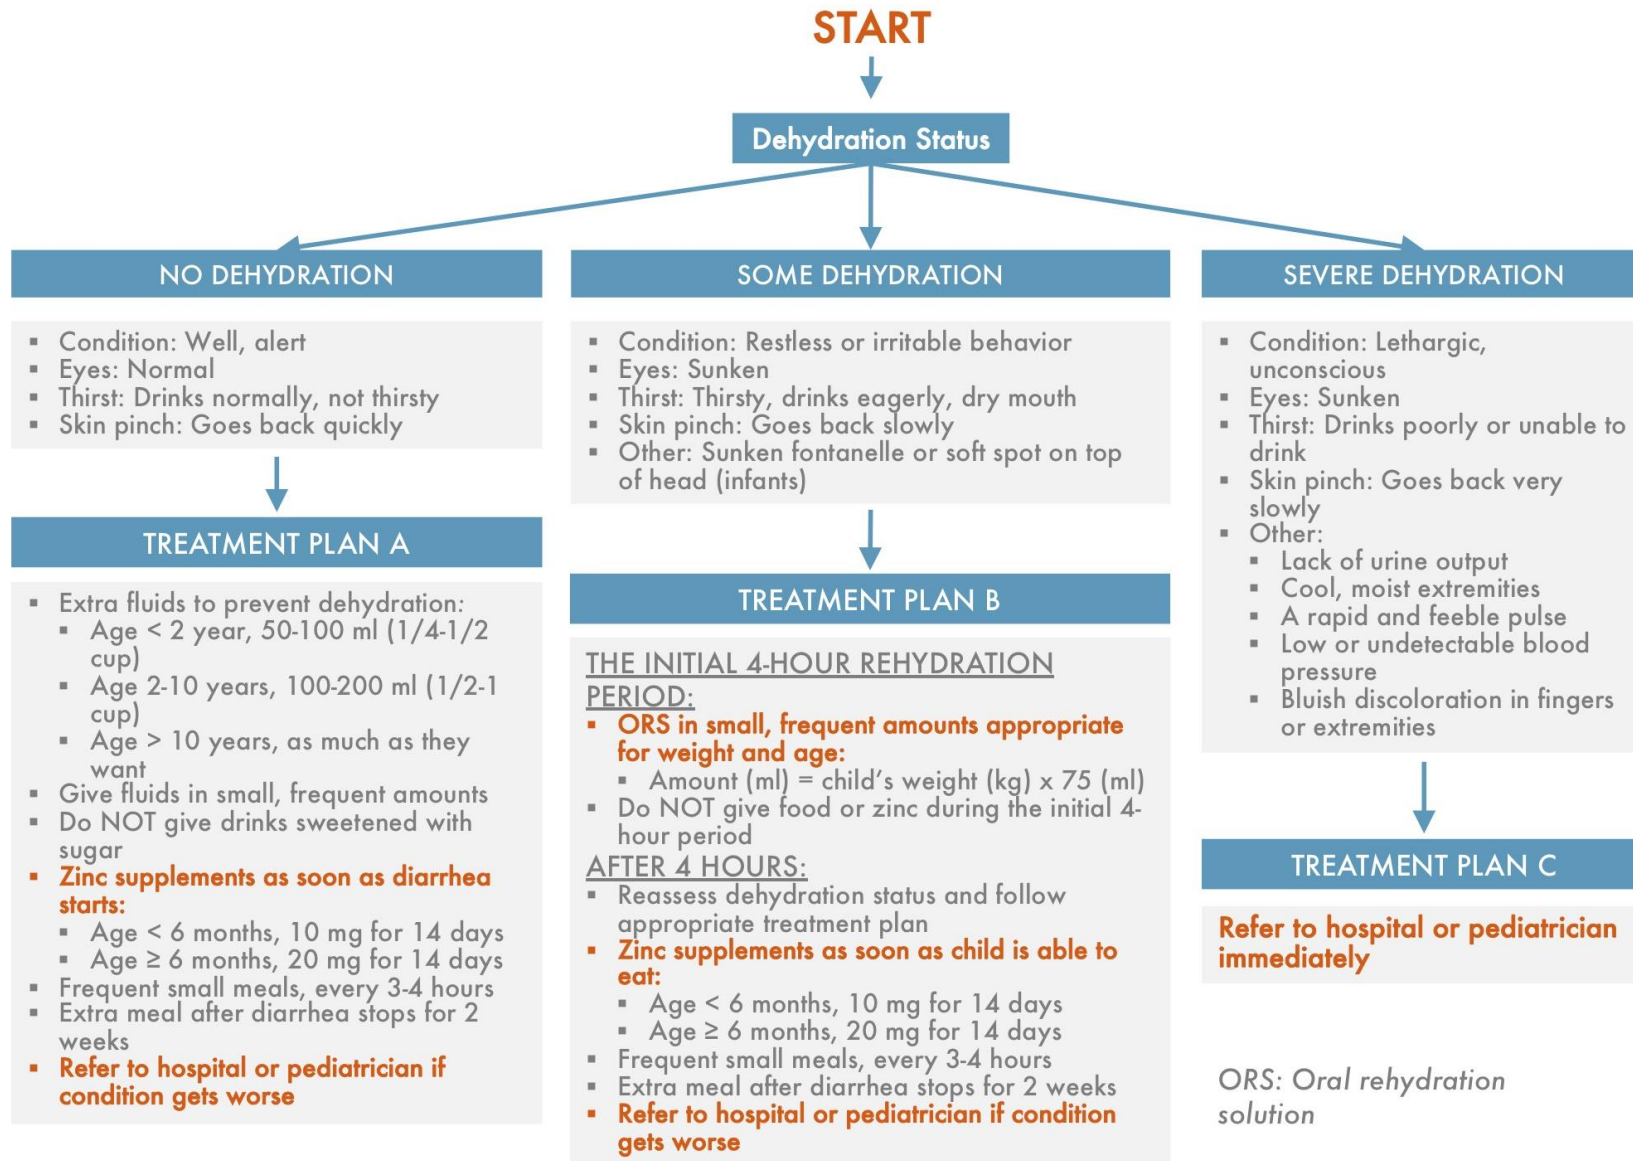 START
Dehydration Status
NO DEHYDRATION
▪ Condition: Well, alert
▪ Eyes: Normal
▪ Thirst: Drinks normally, not thirsty
▪ Skin pinch: Goes back quickly
TREATMENT PLAN A
▪ Extra fluids to prevent dehydration:
▪ Age < 2 year, 50-100 ml (1/4-1/2
cup)
▪ Age 2-10 years, 100-200 ml (1/2-1
cup)
▪ Age > 10 years, as much as they
want
▪ Give fluids in small, frequent amounts
▪ Do NOT give drinks sweetened with
sugar
▪ Zinc supplements as soon as diarrhea
starts:
▪ Age < 6 months, 10 mg for 14 days
▪ Age ≥ 6 months, 20 mg for 14 days
▪ Frequent small meals, every 3-4 hours
▪ Extra meal after diarrhea stops for 2
weeks
▪ Refer to hospital or pediatrician if
condition gets worse
SOME DEHYDRATION
▪ Condition: Restless or irritable behavior
▪ Eyes: Sunken
▪ Thirst: Thirsty, drinks eagerly, dry mouth
▪ Skin pinch: Goes back slowly
▪ Other: Sunken fontanelle or soft spot on top
of head (infants)
TREATMENT PLAN B
THE INITIAL 4-HOUR REHYDRATION
PERIOD:
▪ ORS in small, frequent amounts appropriate
for weight and age:
▪ Amount (ml) = child's weight (kg) x 75 (ml)
▪ Do NOT give food or zinc during the initial 4-
hour period
AFTER 4 HOURS:
▪ Reassess dehydration status and follow
appropriate treatment plan
▪ Zinc supplements as soon as child is able to
eat:
▪ Age < 6 months, 10 mg for 14 days
▪ Age ≥ 6 months, 20 mg for 14 days
▪ Frequent small meals, every 3-4 hours
▪ Extra meal after diarrhea stops for 2 weeks
▪ Refer to hospital or pediatrician if condition
gets worse
SEVERE DEHYDRATION
▪ Condition: Lethargic,
unconscious
▪ Eyes: Sunken
▪ Thirst: Drinks poorly or unable to
drink
▪ Skin pinch: Goes back very
slowly
▪ Other:
▪ Lack of urine output
▪ Cool, moist extremities
▪ A rapid and feeble pulse
▪ Low or undetectable blood
pressure
▪ Bluish discoloration in fingers
or extremities
TREATMENT PLAN C
Refer to hospital or pediatrician
immediately
ORS: Oral rehydration
solution